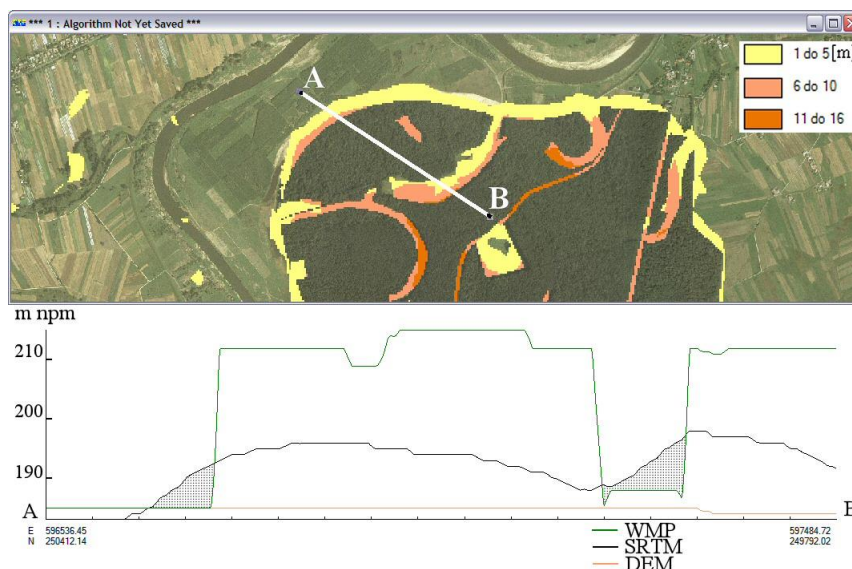 *** 1 : Algorithm Not Yet Saved ***
1 do 5 [m]
6 do 10
11 do 16
A
B
m npm
210
200
190
A
B
E 596536.45 597484.72
N 250412.14 249792.02
WMP
SRTM
DEM